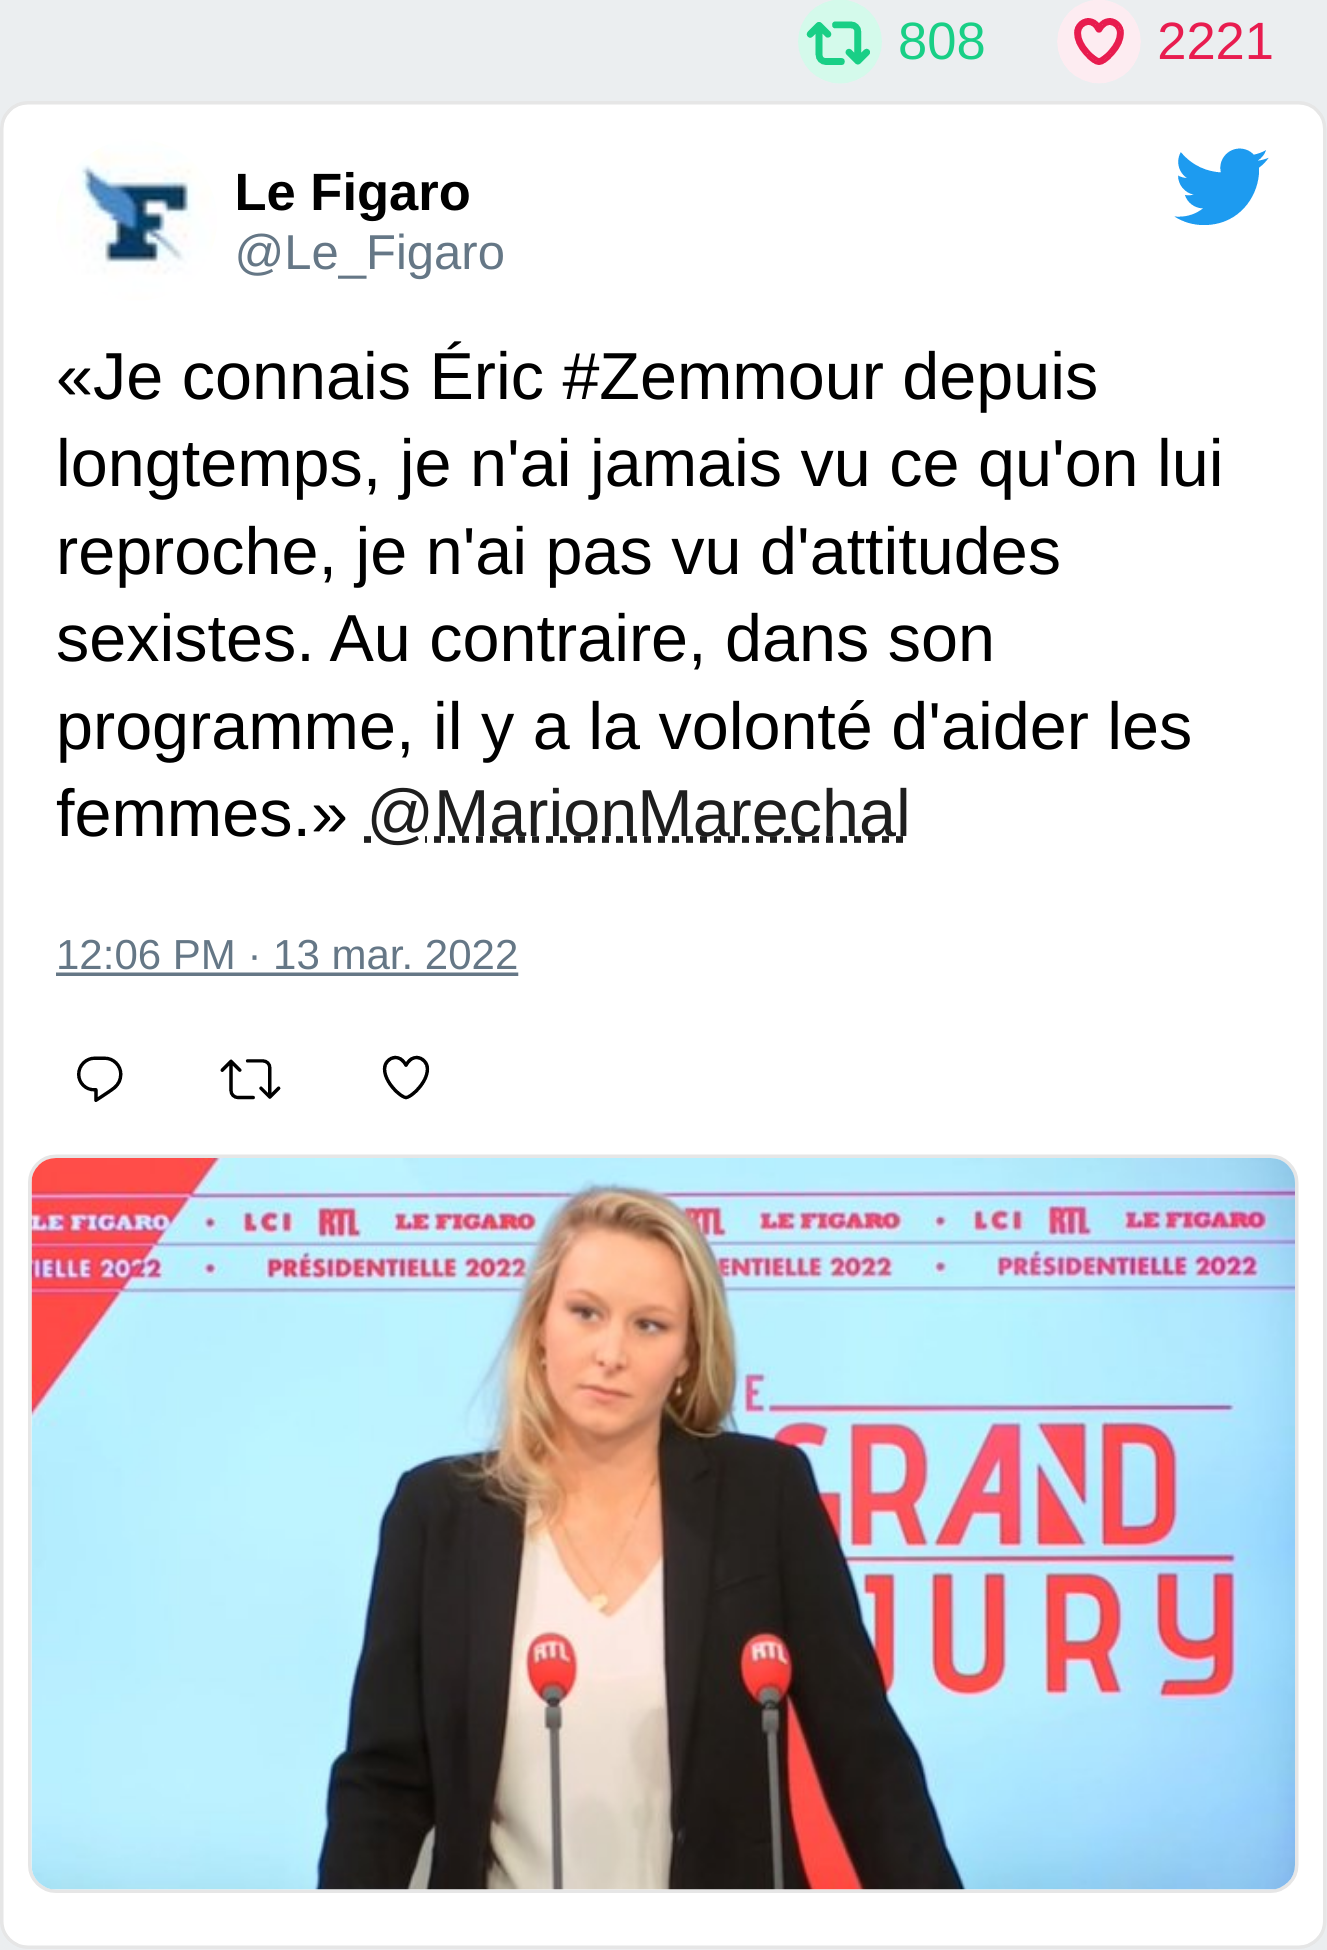 808 2221
Le Figaro
@Le_Figaro
«Je connais Éric #Zemmour depuis
longtemps, je n'ai jamais vu ce qu'on lui
reproche, je n'ai pas vu d'attitudes
sexistes. Au contraire, dans son
programme, il y a la volonté d'aider les
femmes.» @MarionMarechal
12:06 PM · 13 mar. 2022
LE FIGARO • LCI RTL LE FIGARO RTL LE FIGARO • LCI RTL LE FIGARO
IELLE 2022 • PRÉSIDENTIELLE 2022 ENTIELLE 2022 • PRÉSIDENTIELLE 2022
E
GRAND
JURY
RTL RTL